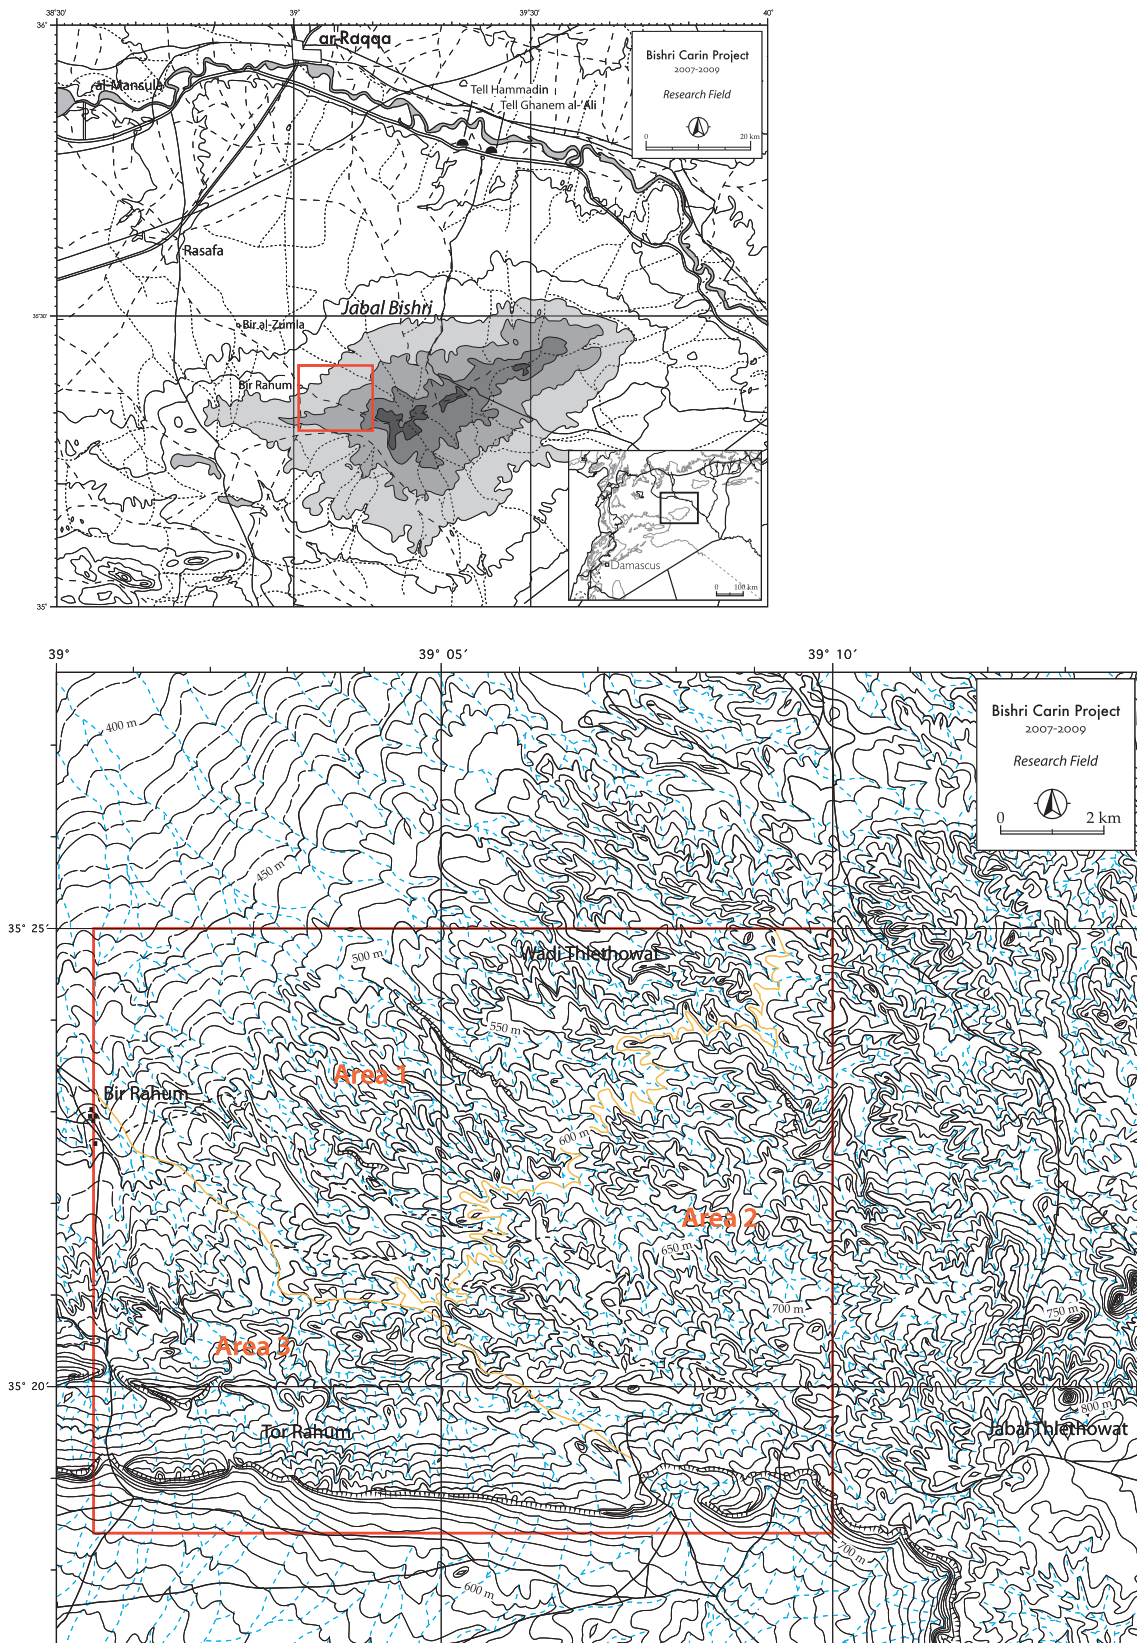 38°30′
39°
39°30′
40°
36°
ar-Raqqa
Bishri Carin Project
2007-2009
Research Field
0 20 km
al-Mansula
Tell Hammadin
Tell Ghanem al-‘Ali
Rasafa
Jabal Bishri
35°30′
Bir al-Zumla
Bir Rahum
Damascus
0 100 km
35°
39°
39° 05′
39° 10′
400 m
Bishri Carin Project
2007-2009
Research Field
0 2 km
450 m
35° 25′
500 m
Wadi Thlethowat
550 m
Area 1
Bir Rahum
600 m
Area 2
650 m
700 m
750 m
Area 3
35° 20′
800 m
Tor Rahum
Jabal Thlethowat
700 m
600 m